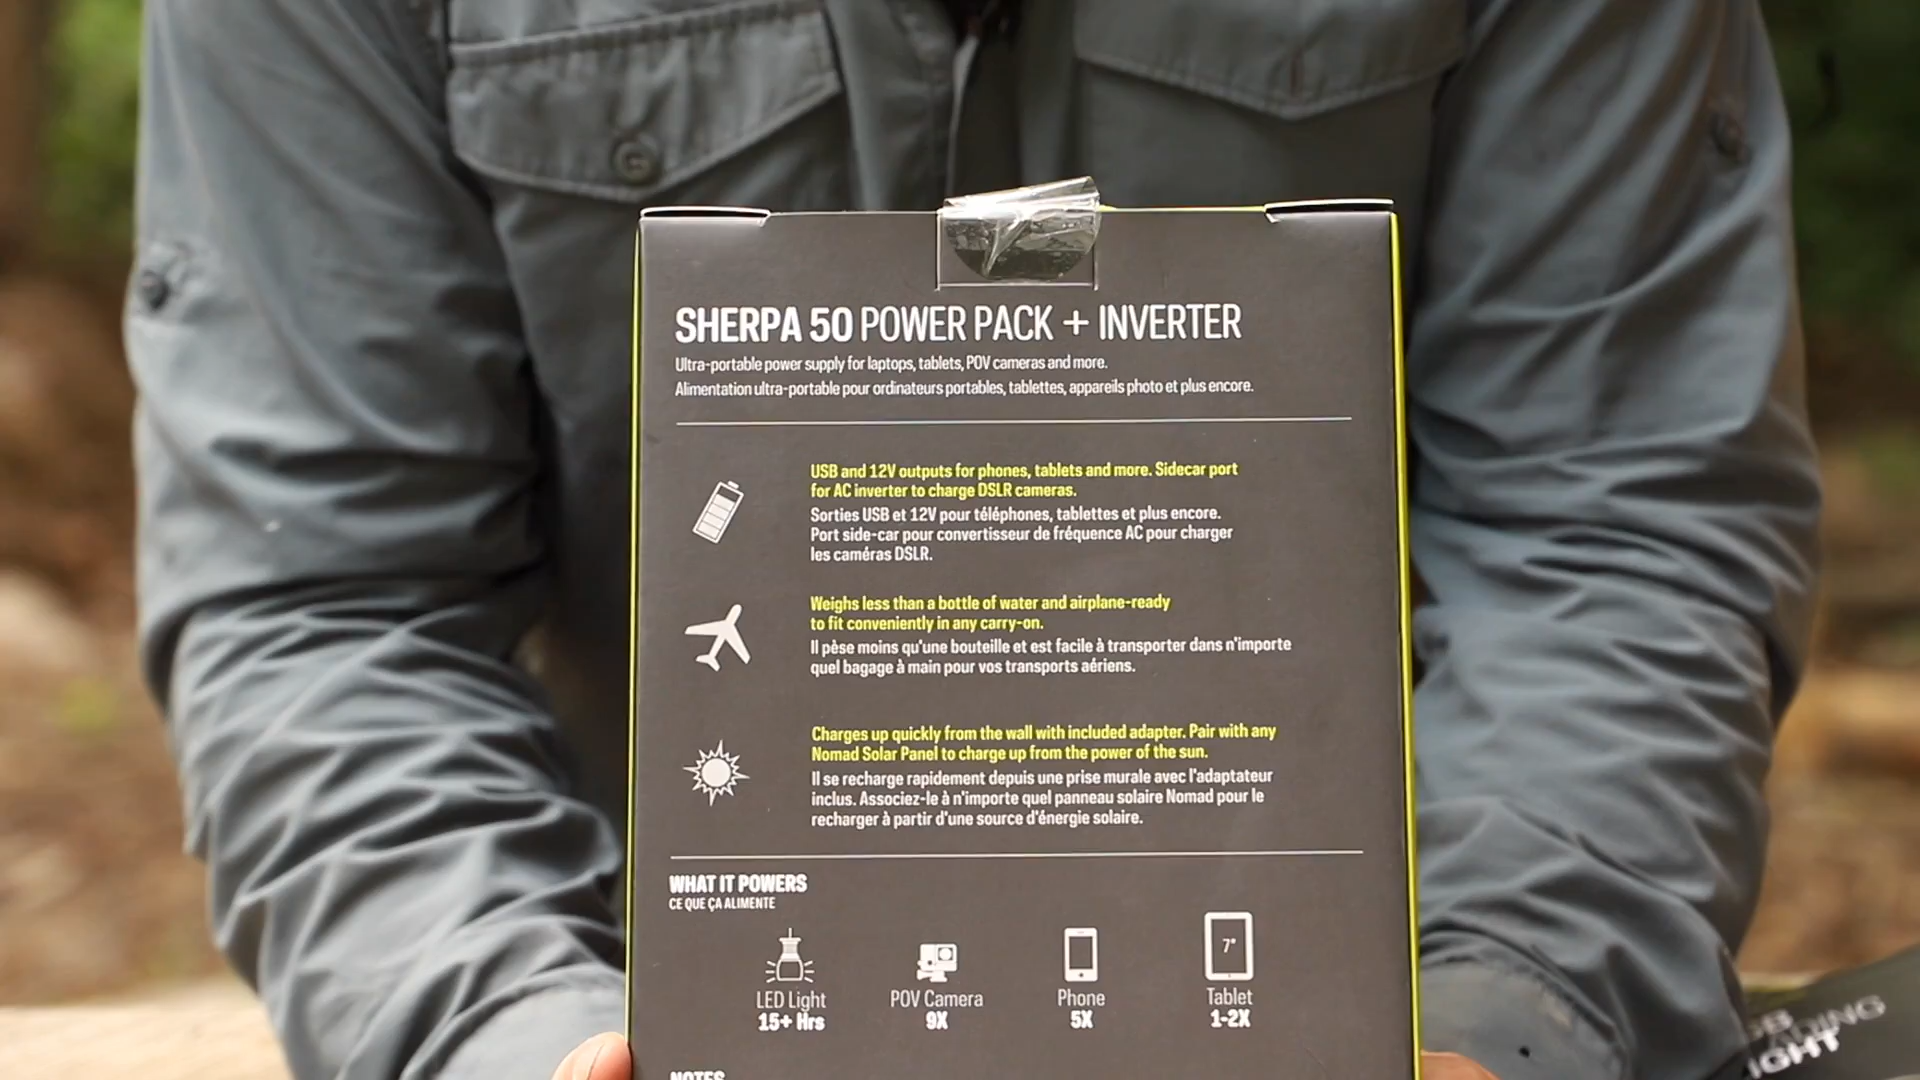 SHERPA 50 POWER PACK + INVERTER
Ultra-portable power supply for laptops, tablets, POV cameras and more.
Alimentation ultra-portable pour ordinateurs portables, tablettes, appareils photo et plus encore.
USB and 12V outputs for phones, tablets and more. Sidecar port
for AC inverter to charge DSLR cameras.
Sorties USB et 12V pour téléphones, tablettes et plus encore.
Port side-car pour convertisseur de fréquence AC pour charger
les caméras DSLR.
Weighs less than a bottle of water and airplane-ready
to fit conveniently in any carry-on.
Il pèse moins qu'une bouteille et est facile à transporter dans n'importe
quel bagage à main pour vos transports aériens.
Charges up quickly from the wall with included adapter. Pair with any
Nomad Solar Panel to charge up from the power of the sun.
Il se recharge rapidement depuis une prise murale avec l'adaptateur
inclus. Associez-le à n'importe quel panneau solaire Nomad pour le
recharger à partir d'une source d'énergie solaire.
WHAT IT POWERS
CE QUE ÇA ALIMENTE
7"
LED Light
15+ Hrs
POV Camera
9X
Phone
5X
Tablet
1-2X
NOTES